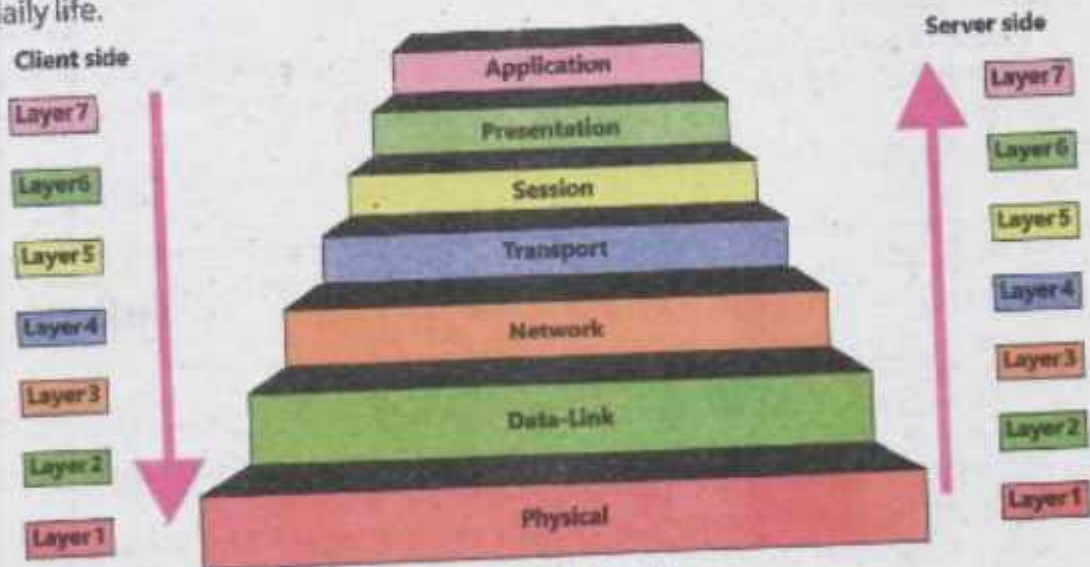 daily life.
Client side
Server side
Layer7
Layer6
Layer5
Layer4
Layer3
Layer2
Layer1
Application
Presentation
Session
Transport
Network
Data-Link
Physical
Layer7
Layer6
Layer5
Layer4
Layer3
Layer2
Layer1